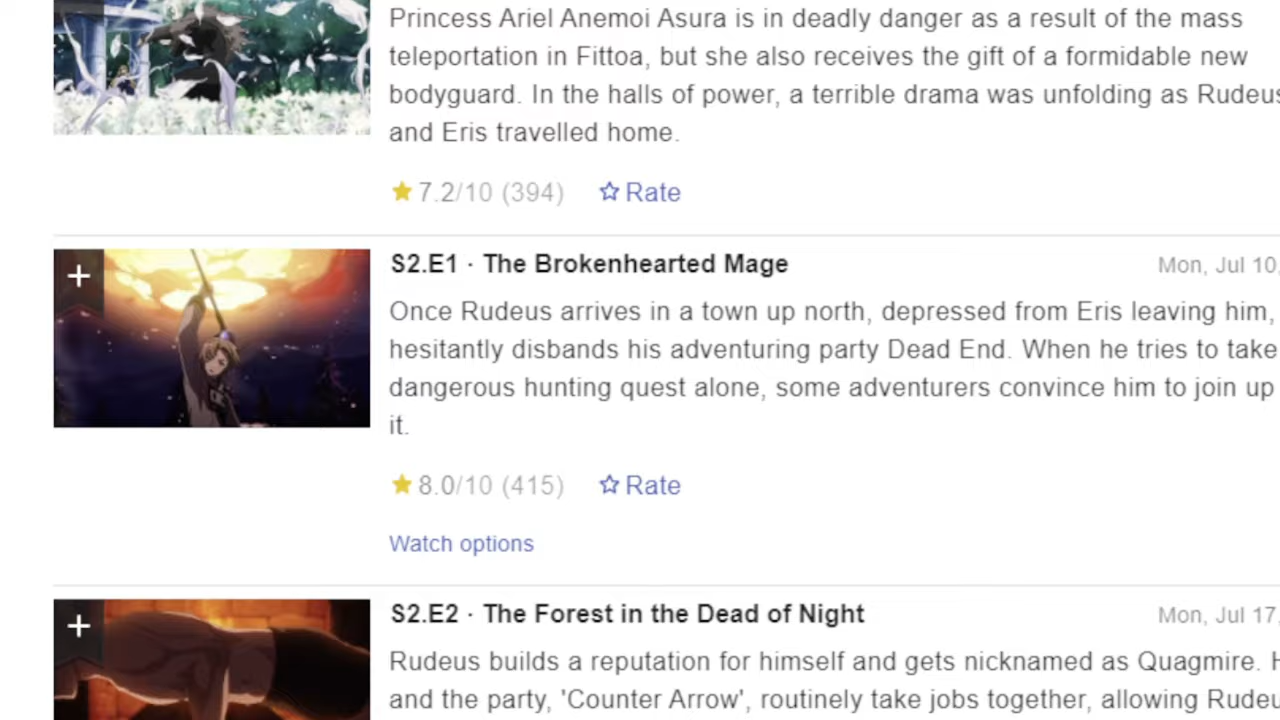 Princess Ariel Anemoi Asura is in deadly danger as a result of the mass
teleportation in Fittoa, but she also receives the gift of a formidable new
bodyguard. In the halls of power, a terrible drama was unfolding as Rudeus
and Eris travelled home.
7.2/10 (394) Rate
S2.E1 · The Brokenhearted Mage Mon, Jul 10,
Once Rudeus arrives in a town up north, depressed from Eris leaving him,
hesitantly disbands his adventuring party Dead End. When he tries to take
dangerous hunting quest alone, some adventurers convince him to join up
it.
8.0/10 (415) Rate
Watch options
S2.E2 · The Forest in the Dead of Night Mon, Jul 17,
Rudeus builds a reputation for himself and gets nicknamed as Quagmire.
and the party, 'Counter Arrow', routinely take jobs together, allowing